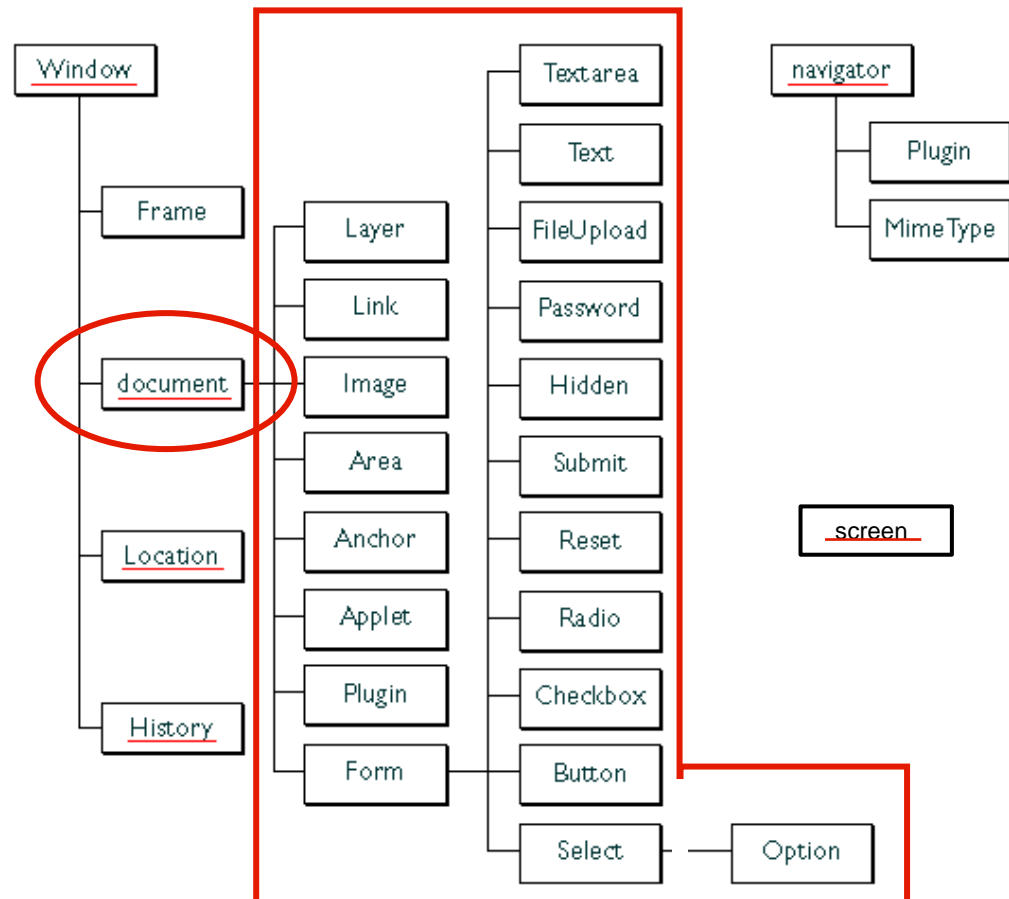 Window
Frame
document
Location
History
Layer
Link
Image
Area
Anchor
Applet
Plugin
Form
Textarea
Text
FileUpload
Password
Hidden
Submit
Reset
Radio
Checkbox
Button
Select
Option
navigator
Plugin
MimeType
screen